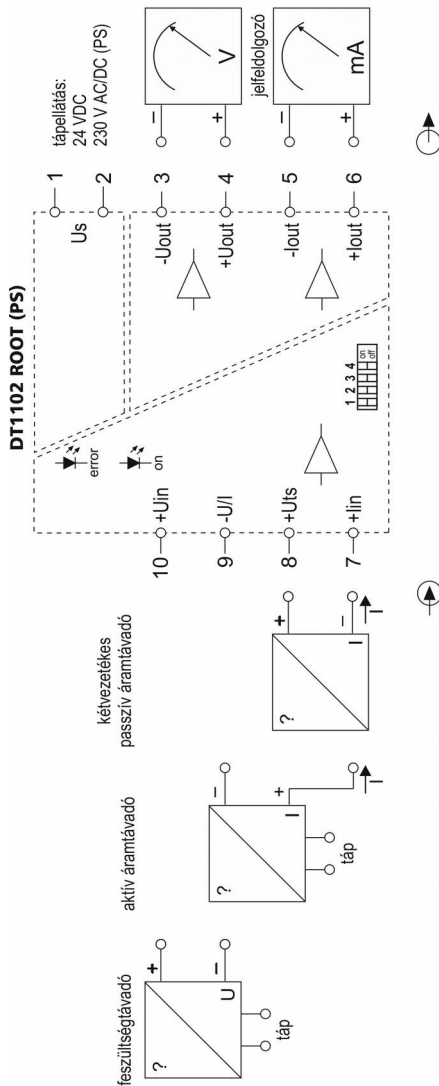 DT1102 ROOT (PS)
tápellátás:
24 VDC
230 V AC/DC (PS)
1
2
Us
error
on
10
+Uin
9
-U/I
8
+Uts
7
+Iin
-Uout
3
+Uout
4
-Iout
5
+Iout
6
1 2 3 4
on
off
−
+
V
jelfeldolgozó
−
+
mA
feszültségtávadó
?
U
+
−
táp
aktív áramtávadó
?
I
−
+
I
táp
kétvezetékes
passzív áramtávadó
?
I
+
−
I